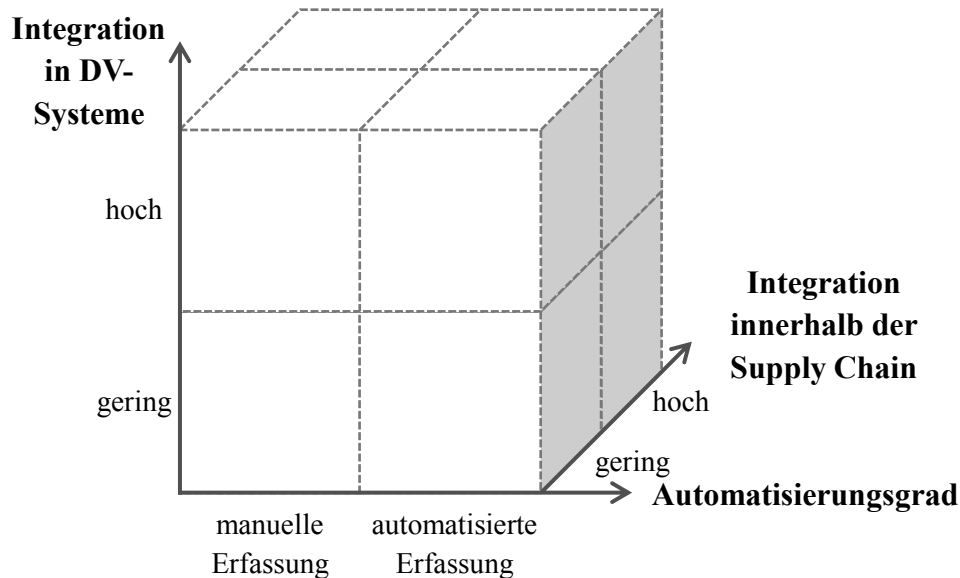 Integration
in DV-
Systeme
hoch
gering
Integration
innerhalb der
Supply Chain
hoch
gering
Automatisierungsgrad
manuelle
Erfassung
automatisierte
Erfassung